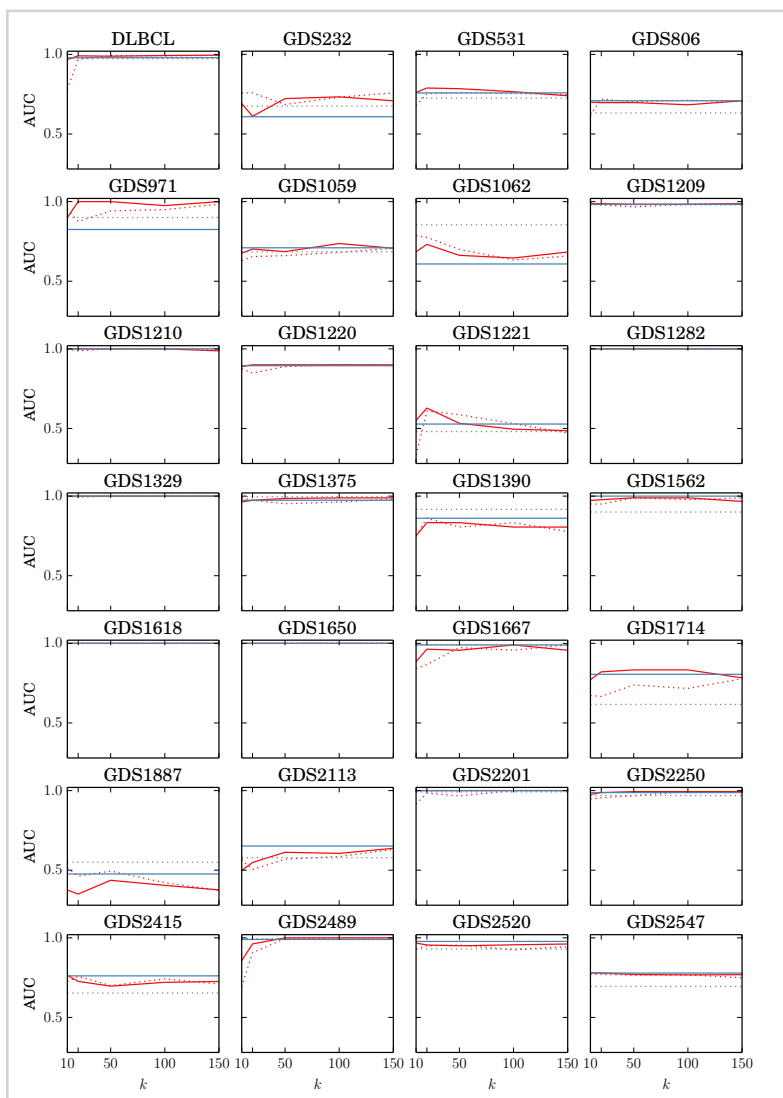 DLBCL GDS232 GDS531 GDS806
AUC 1.0 0.5
GDS971 GDS1059 GDS1062 GDS1209
AUC 1.0 0.5
GDS1210 GDS1220 GDS1221 GDS1282
AUC 1.0 0.5
GDS1329 GDS1375 GDS1390 GDS1562
AUC 1.0 0.5
GDS1618 GDS1650 GDS1667 GDS1714
AUC 1.0 0.5
GDS1887 GDS2113 GDS2201 GDS2250
AUC 1.0 0.5
GDS2415 GDS2489 GDS2520 GDS2547
AUC 1.0 0.5
10 50 100 150 10 50 100 150 10 50 100 150 10 50 100 150
k k k k